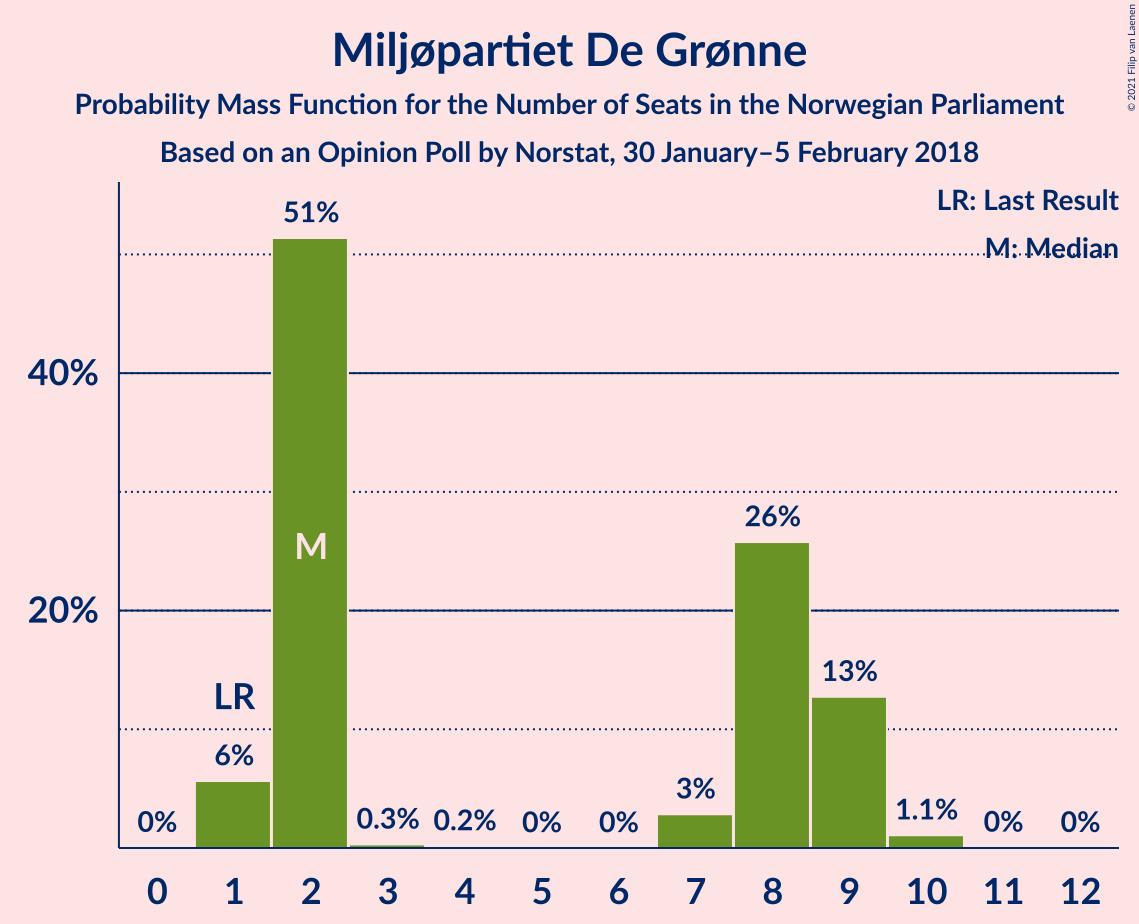 Miljøpartiet De Grønne
Probability Mass Function for the Number of Seats in the Norwegian Parliament
Based on an Opinion Poll by Norstat, 30 January–5 February 2018
© 2021 Filip van Laenen
LR: Last Result
M: Median
51%
40%
26%
M
20%
13%
LR
6%
3%
0% 0.3% 0.2% 0% 0% 1.1% 0% 0%
0 1 2 3 4 5 6 7 8 9 10 11 12